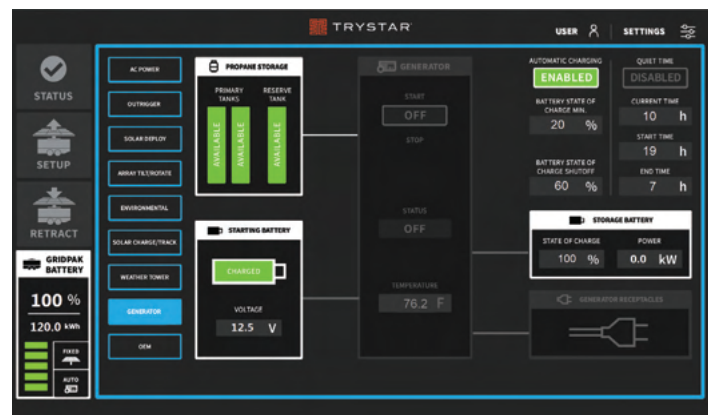 TRYSTAR
USER
SETTINGS
STATUS
SETUP
RETRACT
GRIDPAK
BATTERY
100 %
120.0 kWh
FIXED
AUTO
AC POWER
OUTRIGGER
SOLAR DEPLOY
ARRAY TILT/ROTATE
ENVIRONMENTAL
SOLAR CHARGE/TRACK
WEATHER TOWER
GENERATOR
OEM
PROPANE STORAGE
PRIMARY
TANKS
RESERVE
TANK
AVAILABLE
AVAILABLE
AVAILABLE
STARTING BATTERY
CHARGED
VOLTAGE
12.5 V
GENERATOR
START
OFF
STOP
STATUS
OFF
TEMPERATURE
76.2 F
AUTOMATIC CHARGING
ENABLED
BATTERY STATE OF
CHARGE MIN.
20 %
BATTERY STATE OF
CHARGE SHUTOFF
60 %
QUIET TIME
DISABLED
CURRENT TIME
10 h
START TIME
19 h
END TIME
7 h
STORAGE BATTERY
STATE OF CHARGE
100 %
POWER
0.0 kW
GENERATOR RECEPTACLES